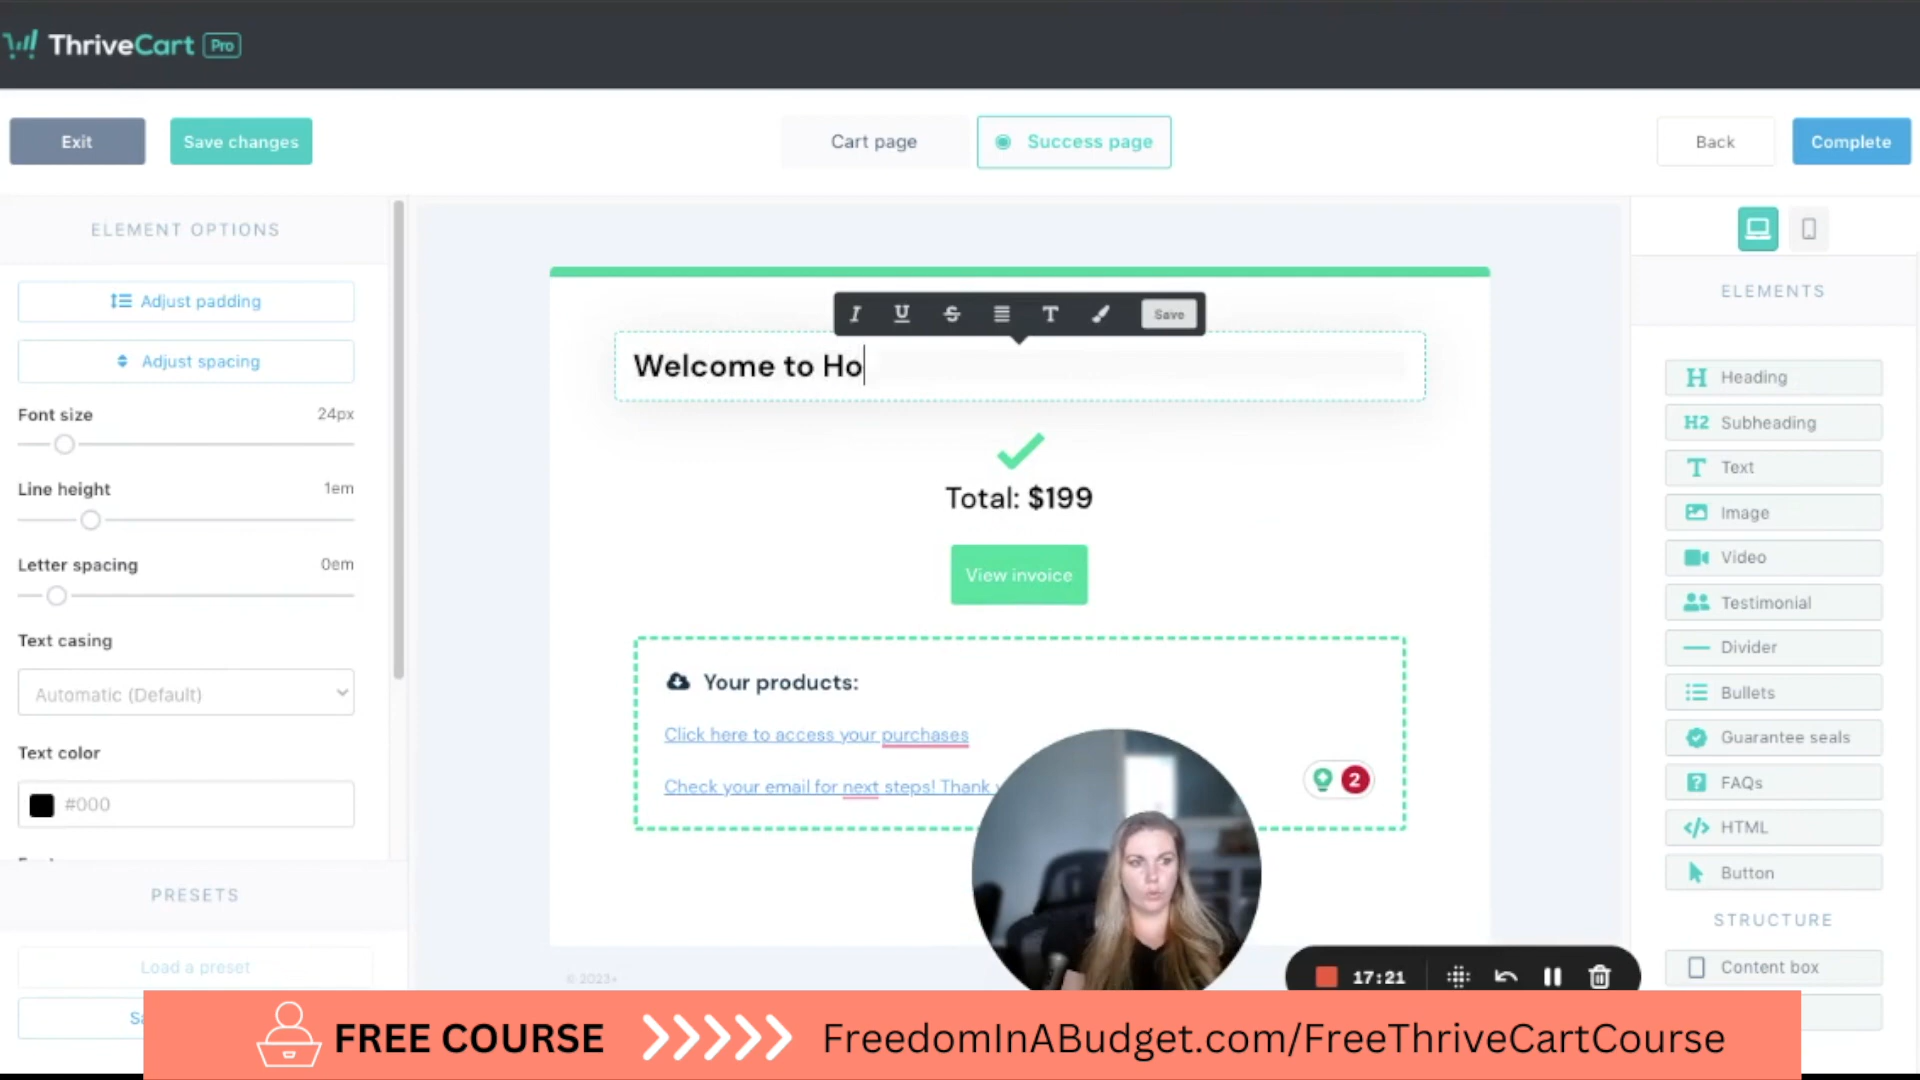 ThriveCart Pro
Exit
Save changes
Cart page
Success page
Back
Complete
ELEMENT OPTIONS
Adjust padding
Adjust spacing
Font size 24px
Line height 1em
Letter spacing 0em
Text casing
Automatic (Default)
Text color
#000
PRESETS
Load a preset
Save
Welcome to Ho
Total: $199
View invoice
Your products:
Click here to access your purchases
Check your email for next steps! Thank
2
© 2023+
17:21
ELEMENTS
Heading
H2 Subheading
Text
Image
Video
Testimonial
Divider
Bullets
Guarantee seals
FAQs
HTML
Button
STRUCTURE
Content box
FREE COURSE
FreedomInABudget.com/FreeThriveCartCourse